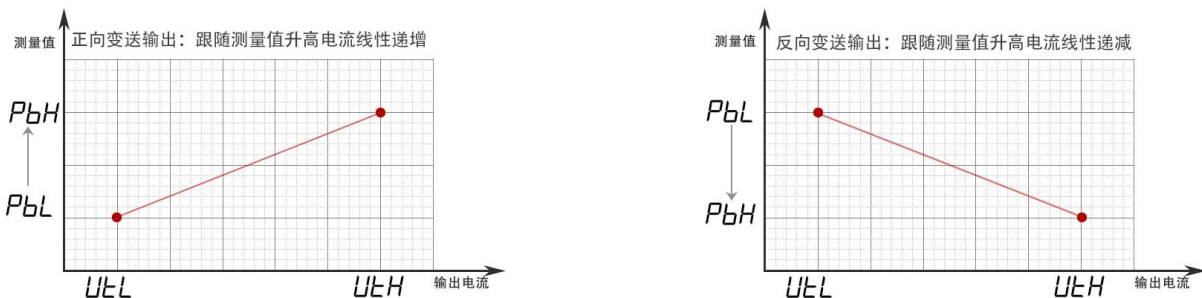 测量值
正向变送输出：跟随测量值升高电流线性递增
PbH
PbL
UtL
UtH
输出电流
测量值
反向变送输出：跟随测量值升高电流线性递减
PbL
PbH
UtL
UtH
输出电流